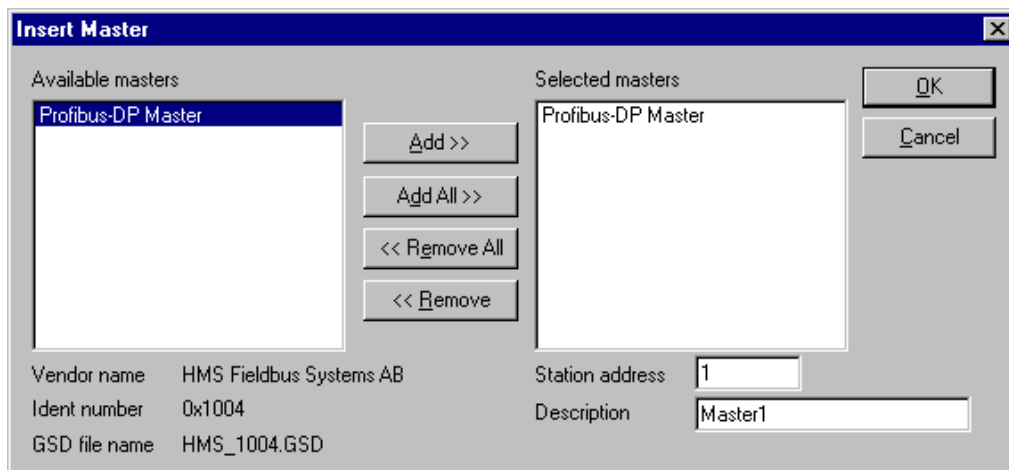 Insert Master
Available masters
Profibus-DP Master
Add >>
Add All >>
<< Remove All
<< Remove
Selected masters
Profibus-DP Master
OK
Cancel
Vendor name HMS Fieldbus Systems AB
Ident number 0x1004
GSD file name HMS_1004.GSD
Station address 1
Description Master1